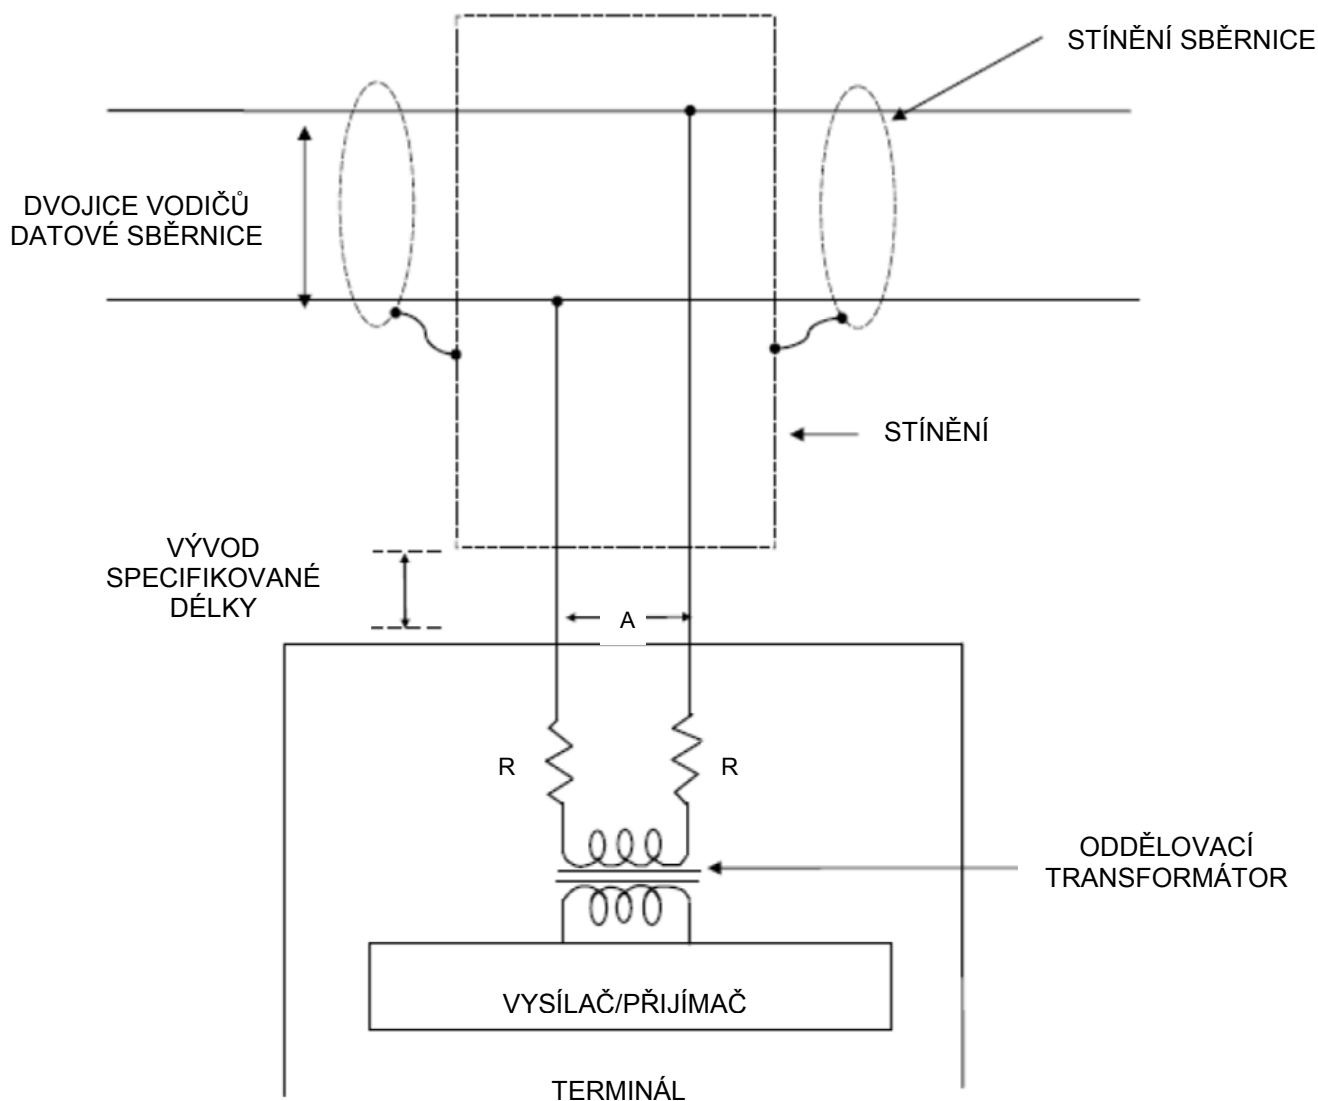 STÍNĚNÍ SBĚRNICE
DVOJICE VODIČŮ
DATOVÉ SBĚRNICE
STÍNĚNÍ
VÝVOD
SPECIFIKOVANÉ
DÉLKY
A
R
R
ODDĚLOVACÍ
TRANSFORMÁTOR
VYSÍLAČ/PŘIJÍMAČ
TERMINÁL